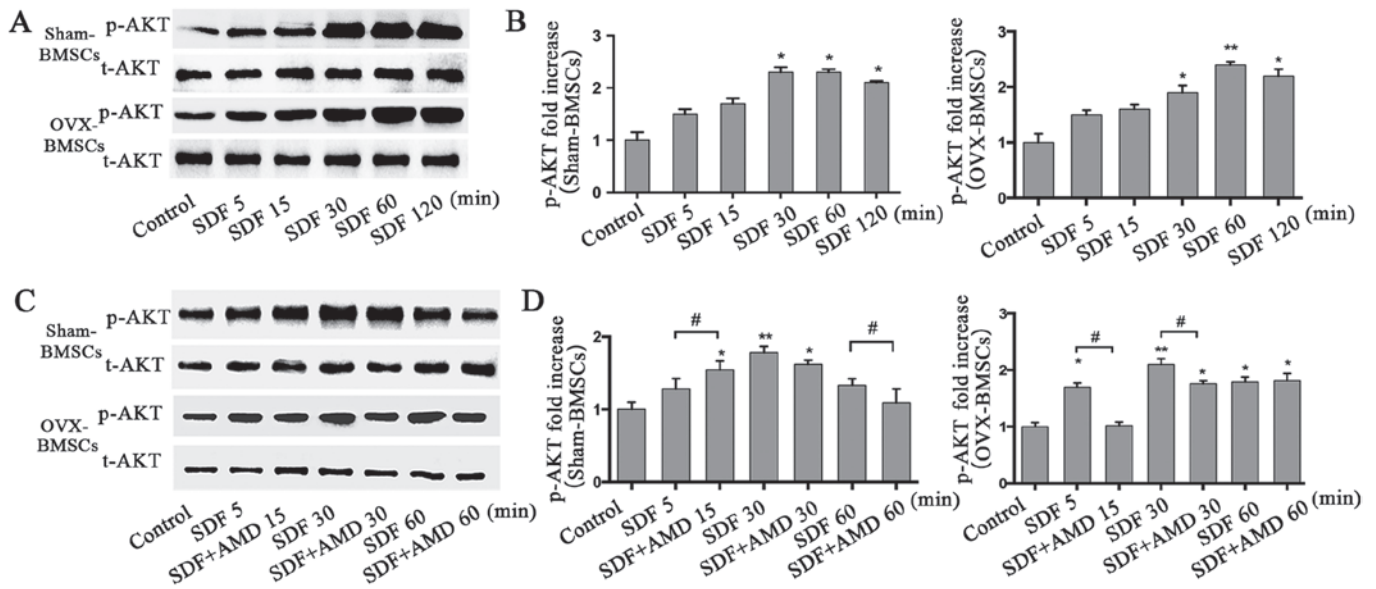 A
Sham-
BMSCs
p-AKT
t-AKT
OVX-
BMSCs
p-AKT
t-AKT
Control
SDF 5
SDF 15
SDF 30
SDF 60
SDF 120
(min)
B
p-AKT fold increase
(Sham-BMSCs)
3
2
1
0
*
*
*
Control
SDF 5
SDF 15
SDF 30
SDF 60
SDF 120
(min)
p-AKT fold increase
(OVX-BMSCs)
3
2
1
0
*
**
*
Control
SDF 5
SDF 15
SDF 30
SDF 60
SDF 120
(min)
C
Sham-
BMSCs
p-AKT
t-AKT
OVX-
BMSCs
p-AKT
t-AKT
Control
SDF 5
SDF+AMD 15
SDF 30
SDF+AMD 30
SDF 60
SDF+AMD 60
(min)
D
p-AKT fold increase
(Sham-BMSCs)
2
1
0
#
*
**
*
#
Control
SDF 5
SDF+AMD 15
SDF 30
SDF+AMD 30
SDF 60
SDF+AMD 60
(min)
p-AKT fold increase
(OVX-BMSCs)
3
2
1
0
*
#
**
#
*
*
*
Control
SDF 5
SDF+AMD 15
SDF 30
SDF+AMD 30
SDF 60
SDF+AMD 60
(min)